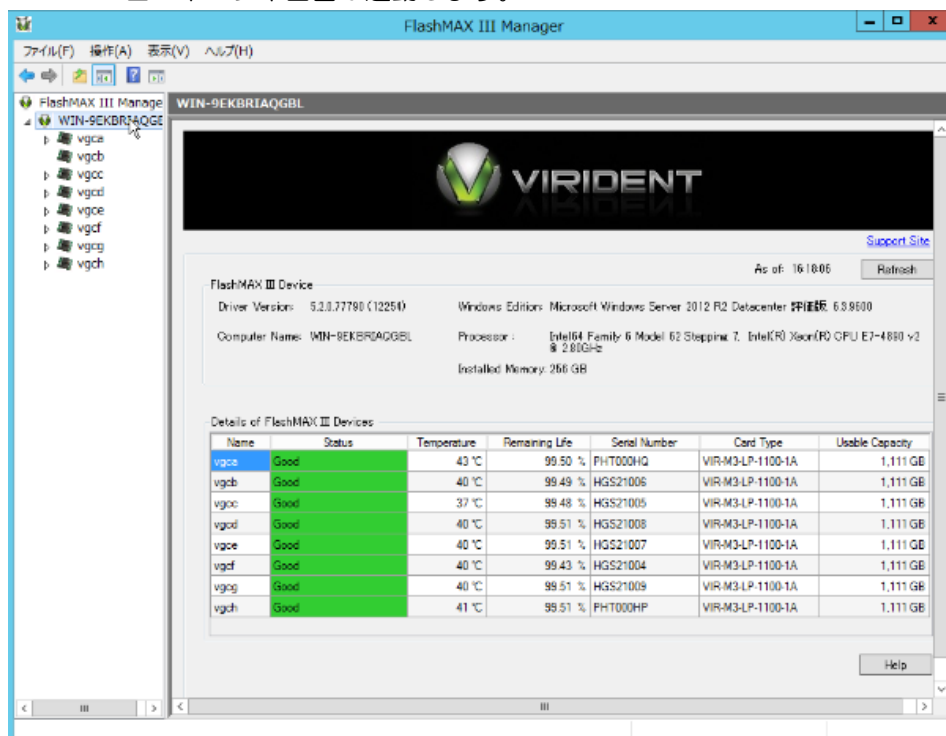 FlashMAX III Manager
ファイル(F) 操作(A) 表示(V) ヘルプ(H)
FlashMAX III Manage
WIN-9EKBRIAQGE
vgca
vgcb
vgcc
vgcd
vgce
vgcf
vgcg
vgch
WIN-9EKBRIAQGBL
VIRIDENT
Support Site
As of: 16:18:06 Refresh
FlashMAX III Device
Driver Version: 5.2.0.77790 (12254) Windows Edition: Microsoft Windows Server 2012 R2 Datacenter 評価版, 6.3.9600
Computer Name: WIN-9EKBRIAQGBL Processor : Intel64 Family 6 Model 62 Stepping 7, Intel(R) Xeon(R) CPU E7-4890 v2
@ 2.80GHz
Installed Memory: 256 GB
Details of FlashMAX III Devices
Name Status Temperature Remaining Life Serial Number Card Type Usable Capacity
vgca Good 43 ℃ 99.50 % PHT000HQ VIR-M3-LP-1100-1A 1,111 GB
vgcb Good 40 ℃ 99.49 % HGS21006 VIR-M3-LP-1100-1A 1,111 GB
vgcc Good 37 ℃ 99.48 % HGS21005 VIR-M3-LP-1100-1A 1,111 GB
vgcd Good 40 ℃ 99.51 % HGS21008 VIR-M3-LP-1100-1A 1,111 GB
vgce Good 40 ℃ 99.51 % HGS21007 VIR-M3-LP-1100-1A 1,111 GB
vgcf Good 40 ℃ 99.43 % HGS21004 VIR-M3-LP-1100-1A 1,111 GB
vgcg Good 40 ℃ 99.51 % HGS21009 VIR-M3-LP-1100-1A 1,111 GB
vgch Good 41 ℃ 99.51 % PHT000HP VIR-M3-LP-1100-1A 1,111 GB
Help